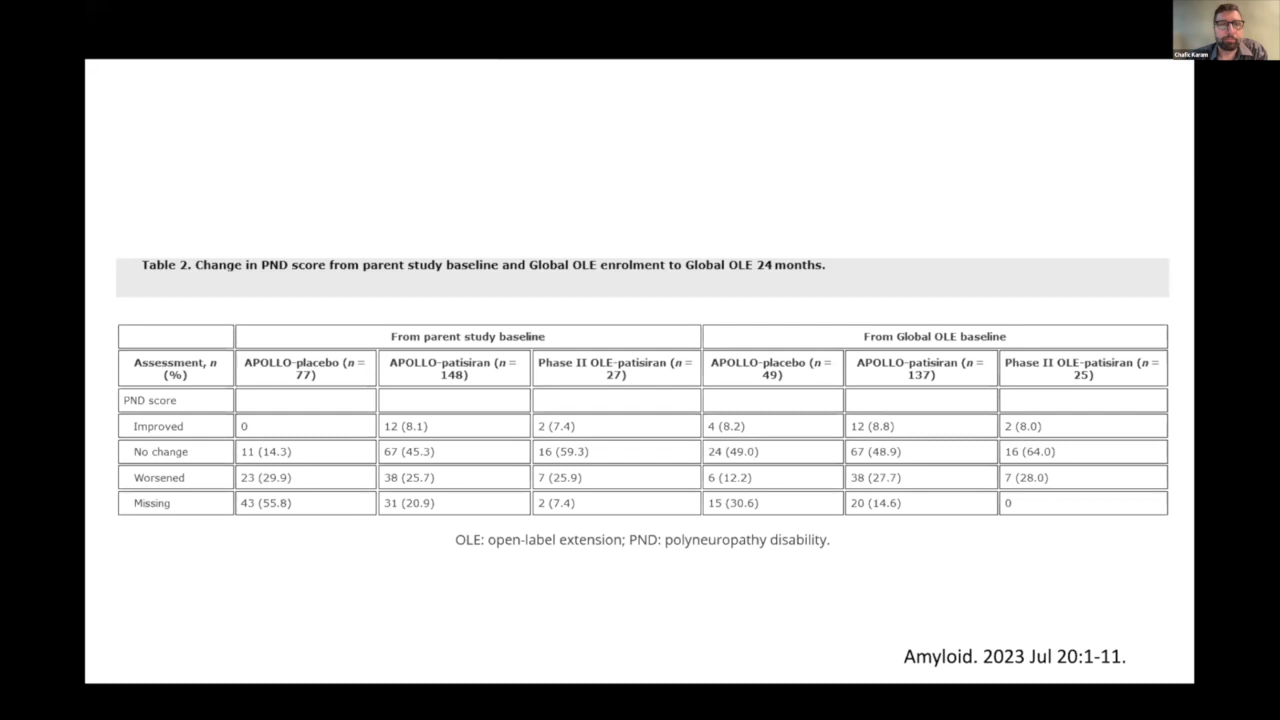 Chafic Karam
Table 2. Change in PND score from parent study baseline and Global OLE enrolment to Global OLE 24 months.
From parent study baseline From Global OLE baseline
Assessment, n (%) APOLLO-placebo (n = 77) APOLLO-patisiran (n = 148) Phase II OLE-patisiran (n = 27) APOLLO-placebo (n = 49) APOLLO-patisiran (n = 137) Phase II OLE-patisiran (n = 25)
PND score
Improved 0 12 (8.1) 2 (7.4) 4 (8.2) 12 (8.8) 2 (8.0)
No change 11 (14.3) 67 (45.3) 16 (59.3) 24 (49.0) 67 (48.9) 16 (64.0)
Worsened 23 (29.9) 38 (25.7) 7 (25.9) 6 (12.2) 38 (27.7) 7 (28.0)
Missing 43 (55.8) 31 (20.9) 2 (7.4) 15 (30.6) 20 (14.6) 0
OLE: open-label extension; PND: polyneuropathy disability.
Amyloid. 2023 Jul 20:1-11.